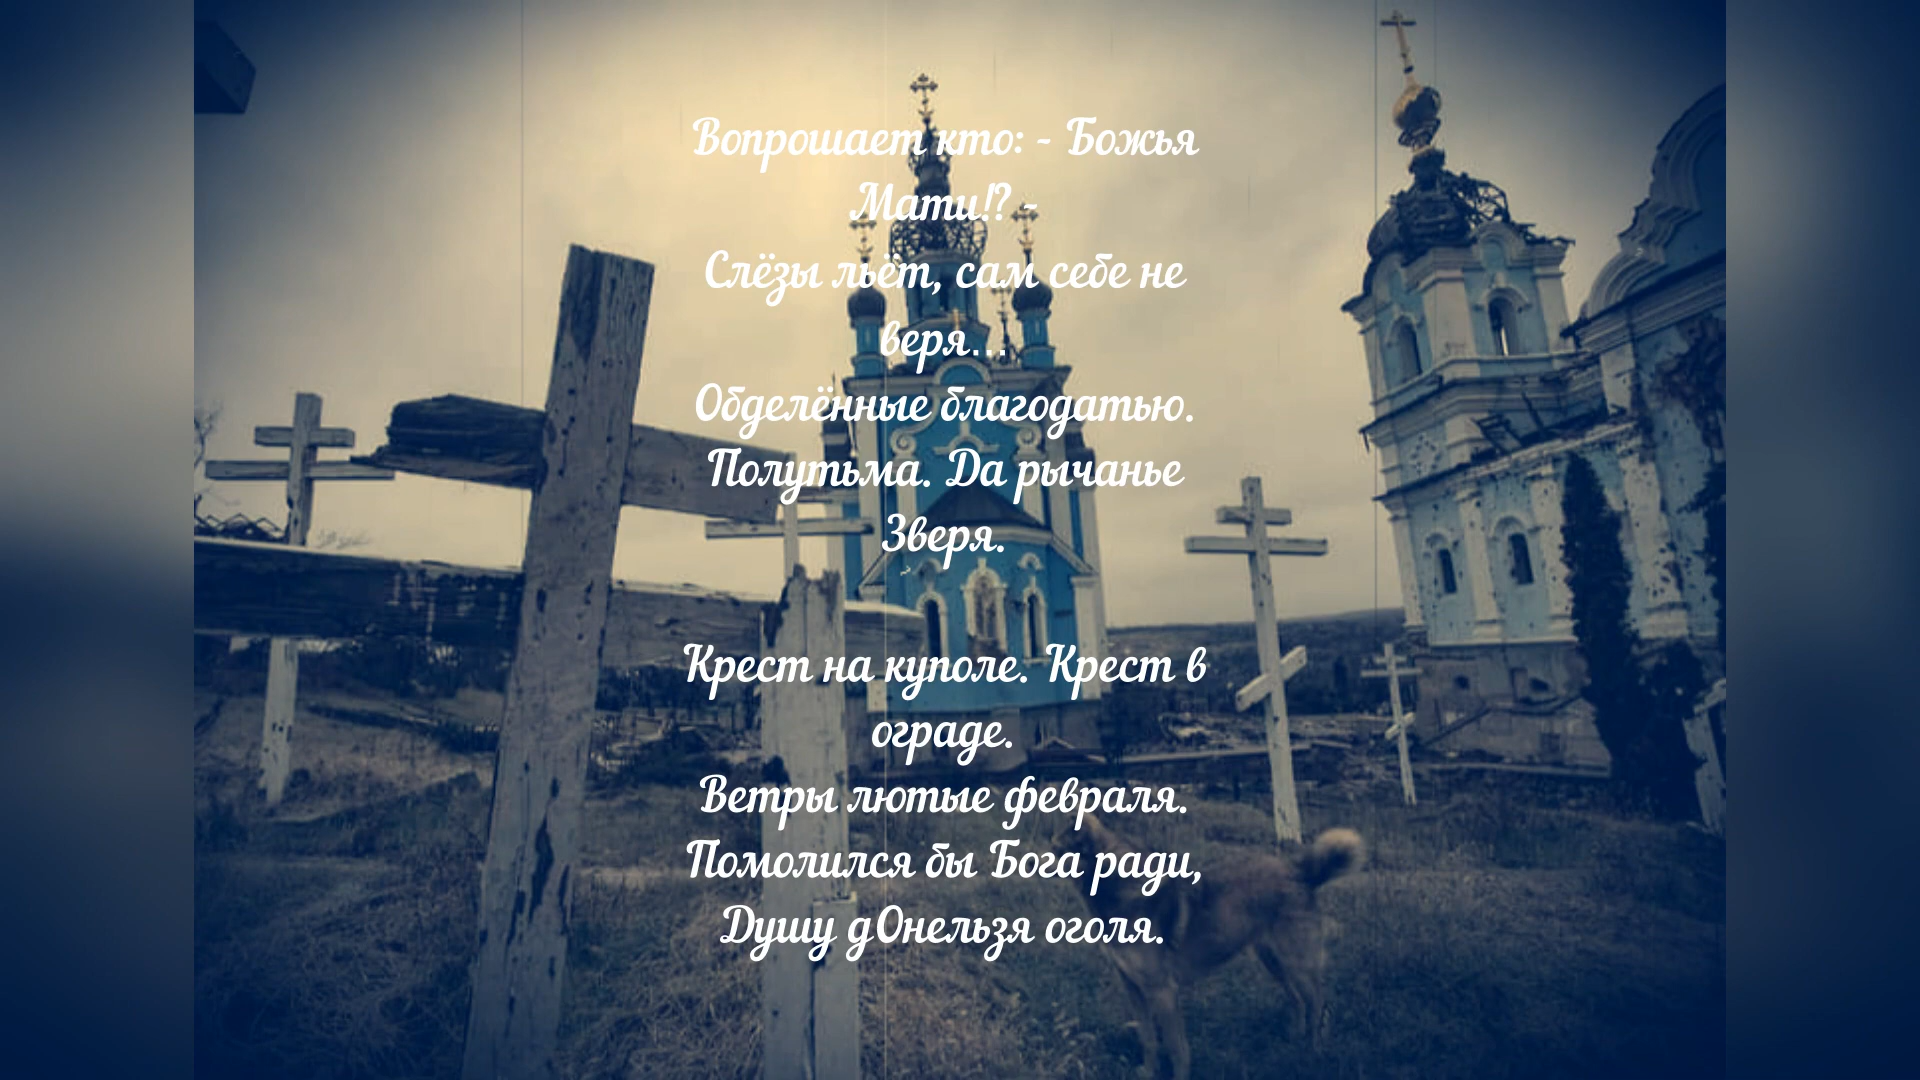 Вопрошает кто: - Божья
Мати!? -
Слёзы льёт, сам себе не
веря...
Обделённые благодатью.
Полутьма. Да рычанье
Зверя.
Крест на куполе. Крест в
ограде.
Ветры лютые февраля.
Помолился бы Бога ради,
Душу дОнельзя оголя.